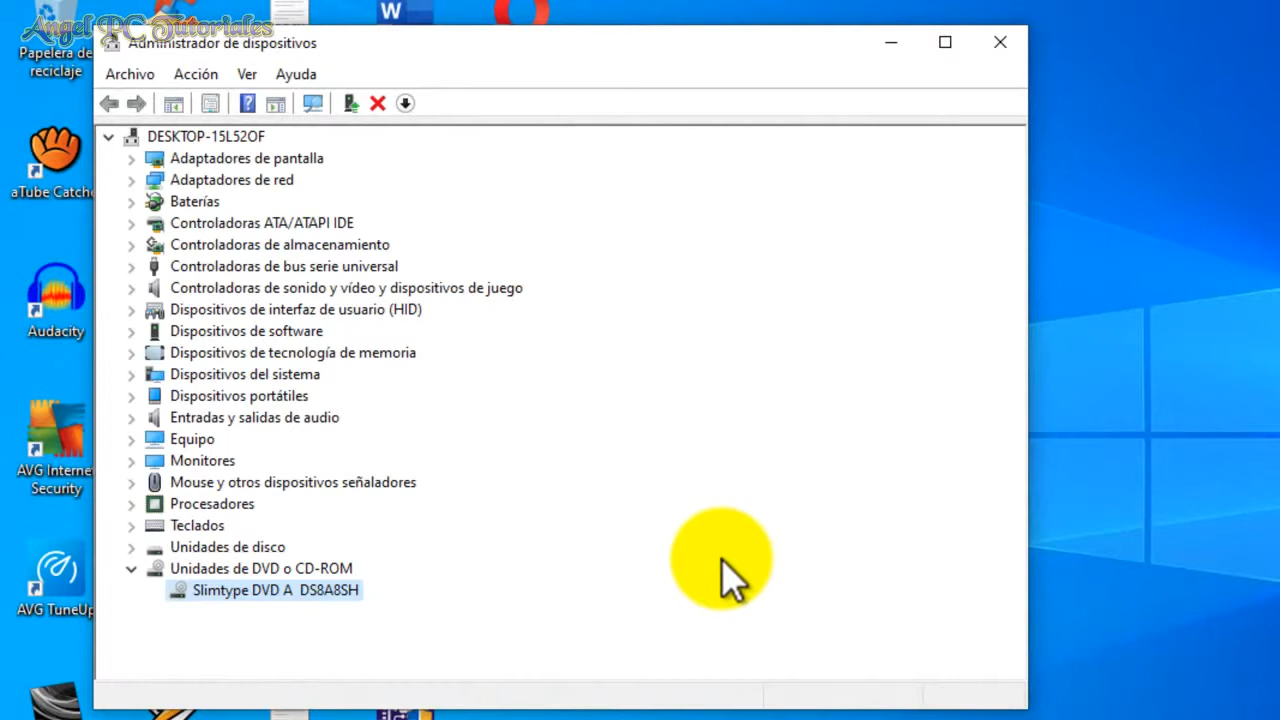 Angel PC Tutoriales
Papelera de
reciclaje
W
Administrador de dispositivos
Archivo Acción Ver Ayuda
DESKTOP-15L52OF
Adaptadores de pantalla
Adaptadores de red
Baterías
Controladoras ATA/ATAPI IDE
Controladoras de almacenamiento
Controladoras de bus serie universal
Controladoras de sonido y vídeo y dispositivos de juego
Dispositivos de interfaz de usuario (HID)
Dispositivos de software
Dispositivos de tecnología de memoria
Dispositivos del sistema
Dispositivos portátiles
Entradas y salidas de audio
Equipo
Monitores
Mouse y otros dispositivos señaladores
Procesadores
Teclados
Unidades de disco
Unidades de DVD o CD-ROM
Slimtype DVD A DS8A8SH
aTube Catche
Audacity
AVG Interne
Security
AVG TuneUp